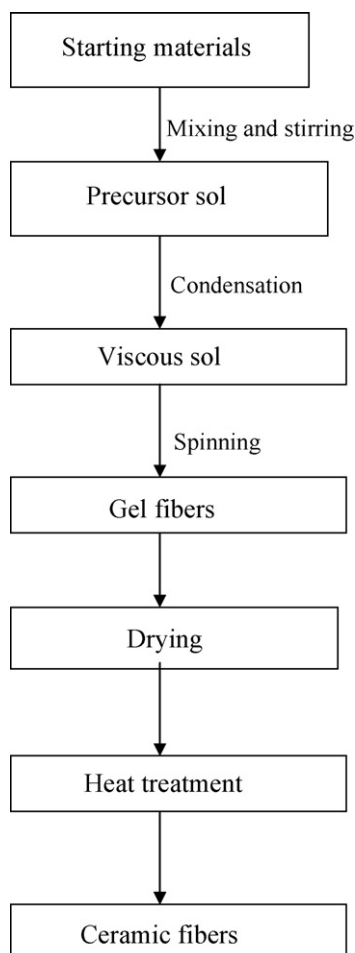 Starting materials
Mixing and stirring
Precursor sol
Condensation
Viscous sol
Spinning
Gel fibers
Drying
Heat treatment
Ceramic fibers